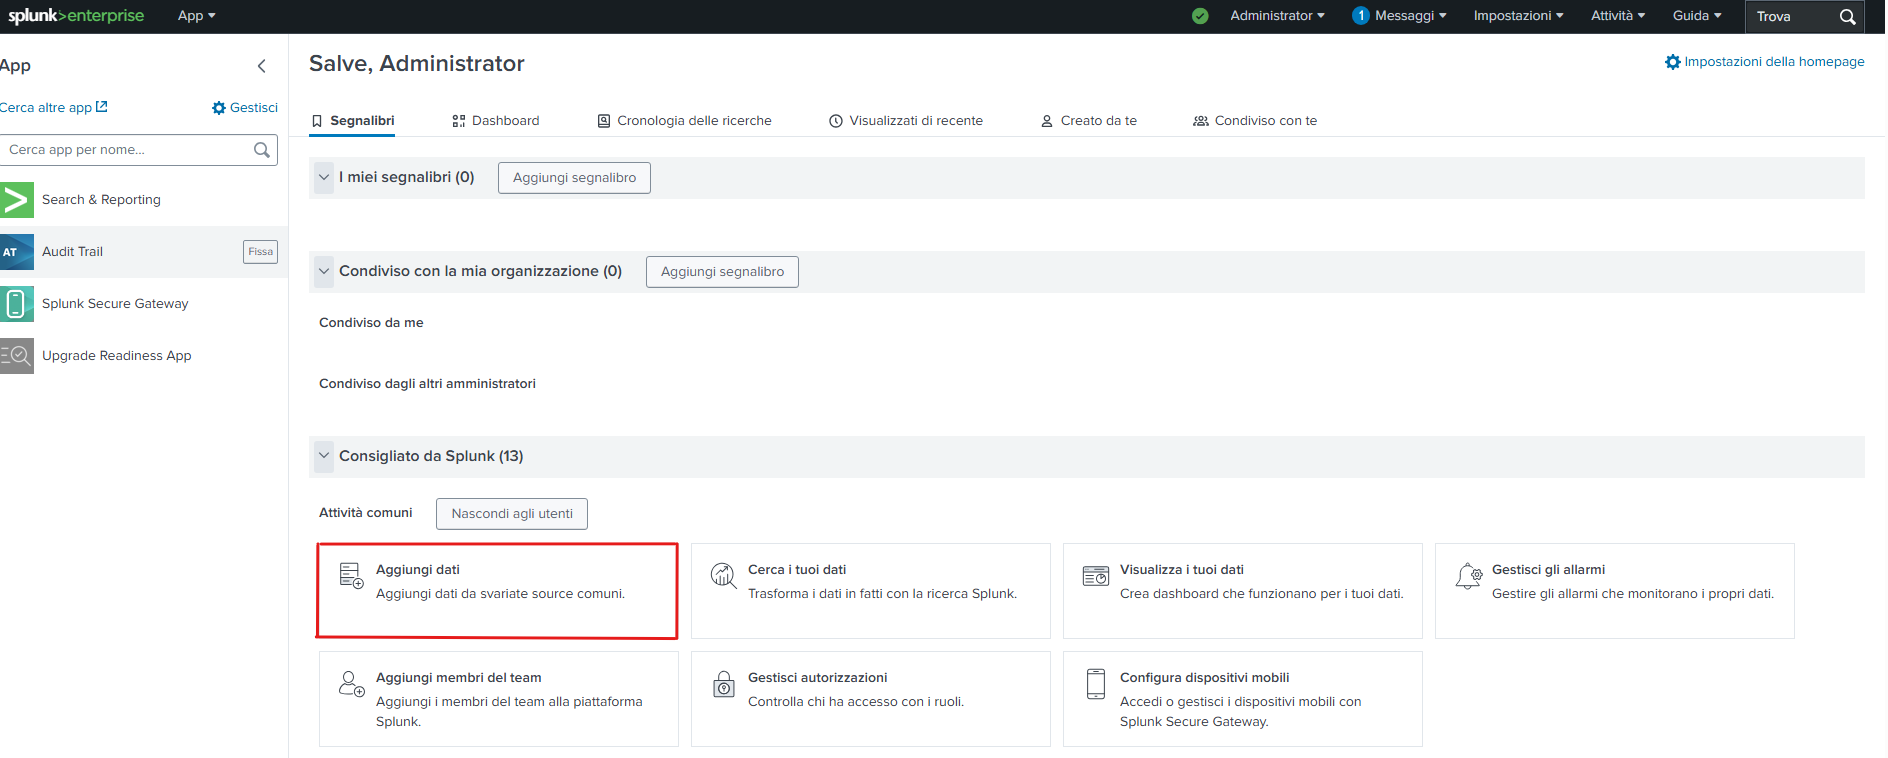 splunk>enterprise App Administrator 1 Messaggi Impostazioni Attività Guida Trova
App
Cerca altre app Gestisci
Cerca app per nome...
Search & Reporting
AT Audit Trail Fissa
Splunk Secure Gateway
Upgrade Readiness App
Salve, Administrator
Impostazioni della homepage
Segnalibri Dashboard Cronologia delle ricerche Visualizzati di recente Creato da te Condiviso con te
I miei segnalibri (0) Aggiungi segnalibro
Condiviso con la mia organizzazione (0) Aggiungi segnalibro
Condiviso da me
Condiviso dagli altri amministratori
Consigliato da Splunk (13)
Attività comuni Nascondi agli utenti
Aggiungi dati
Aggiungi dati da svariate source comuni.
Cerca i tuoi dati
Trasforma i dati in fatti con la ricerca Splunk.
Visualizza i tuoi dati
Crea dashboard che funzionano per i tuoi dati.
Gestisci gli allarmi
Gestire gli allarmi che monitorano i propri dati.
Aggiungi membri del team
Aggiungi i membri del team alla piattaforma
Splunk.
Gestisci autorizzazioni
Controlla chi ha accesso con i ruoli.
Configura dispositivi mobili
Accedi o gestisci i dispositivi mobili con
Splunk Secure Gateway.